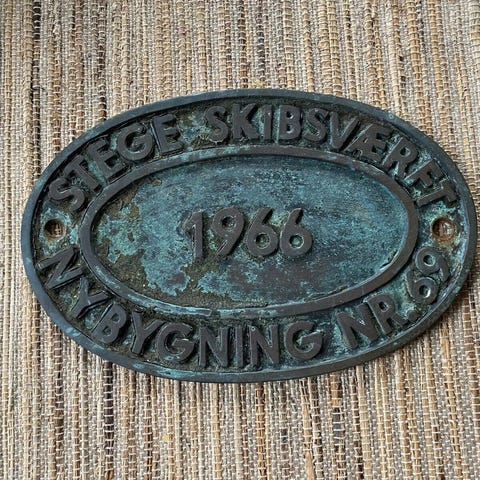 STEGE SKIBSVÆRFT
1966
NYBYGNING NR. 69